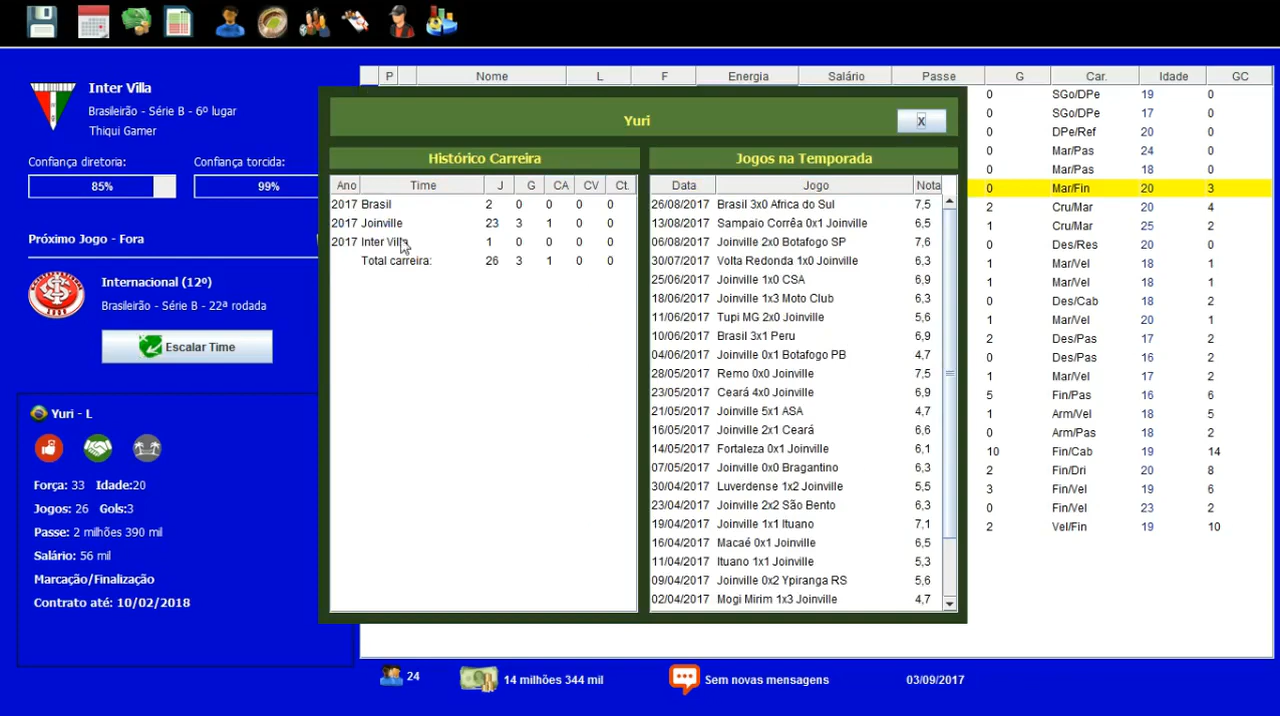 P Nome L F Energia Salário Passe G Car. Idade GC
Inter Villa
Brasileirão - Série B - 6º lugar
Thiqui Gamer
Confiança diretoria: Confiança torcida:
85% 99%
Próximo Jogo - Fora
Internacional (12º)
Brasileirão - Série B - 22ª rodada
Escalar Time
Yuri - L
Força: 33 Idade:20
Jogos: 26 Gols:3
Passe: 2 milhões 390 mil
Salário: 56 mil
Marcação/Finalização
Contrato até: 10/02/2018
Yuri
X
Histórico Carreira
Ano Time J G CA CV Ct.
2017 Brasil 2 0 0 0 0
2017 Joinville 23 3 1 0 0
2017 Inter Villa 1 0 0 0 0
Total carreira: 26 3 1 0 0
Jogos na Temporada
Data Jogo Nota
26/08/2017 Brasil 3x0 Africa do Sul 7,5
13/08/2017 Sampaio Corrêa 0x1 Joinville 6,5
06/08/2017 Joinville 2x0 Botafogo SP 7,6
30/07/2017 Volta Redonda 1x0 Joinville 6,3
25/06/2017 Joinville 1x0 CSA 6,9
18/06/2017 Joinville 1x3 Moto Club 6,3
11/06/2017 Tupi MG 2x0 Joinville 5,6
10/06/2017 Brasil 3x1 Peru 6,9
04/06/2017 Joinville 0x1 Botafogo PB 4,7
28/05/2017 Remo 0x0 Joinville 7,5
23/05/2017 Ceará 4x0 Joinville 6,9
21/05/2017 Joinville 5x1 ASA 4,7
16/05/2017 Joinville 2x1 Ceará 6,6
14/05/2017 Fortaleza 0x1 Joinville 6,1
07/05/2017 Joinville 0x0 Bragantino 6,3
30/04/2017 Luverdense 1x2 Joinville 5,5
23/04/2017 Joinville 2x2 São Bento 6,3
19/04/2017 Joinville 1x1 Ituano 7,1
16/04/2017 Macaé 0x1 Joinville 6,5
11/04/2017 Ituano 1x1 Joinville 5,3
09/04/2017 Joinville 0x2 Ypiranga RS 5,6
02/04/2017 Mogi Mirim 1x3 Joinville 4,7
0 SGo/DPe 19 0
0 SGo/DPe 17 0
0 DPe/Ref 20 0
0 Mar/Pas 24 0
0 Mar/Pas 18 0
0 Mar/Fin 20 3
2 Cru/Mar 20 4
1 Cru/Mar 25 2
0 Des/Res 20 0
1 Mar/Vel 18 1
1 Mar/Vel 18 1
0 Des/Cab 18 2
1 Mar/Vel 20 1
2 Des/Pas 17 2
0 Des/Pas 16 2
1 Mar/Vel 17 2
5 Fin/Pas 16 6
1 Arm/Vel 18 5
0 Arm/Pas 18 2
10 Fin/Cab 19 14
2 Fin/Dri 20 8
3 Fin/Vel 19 6
0 Fin/Vel 23 2
2 Vel/Fin 19 10
24 14 milhões 344 mil Sem novas mensagens 03/09/2017